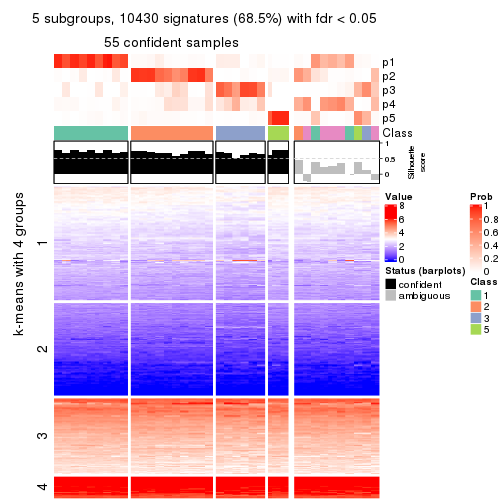 5 subgroups, 10430 signatures (68.5%) with fdr < 0.05
55 confident samples
p1
p2
p3
p4
p5
Class
1
0.5
0
Silhouette
score
k-means with 4 groups
1
2
3
4
Value
8
6
4
2
0
Status (barplots)
confident
ambiguous
Prob
1
0.8
0.6
0.4
0.2
0
Class
1
2
3
5